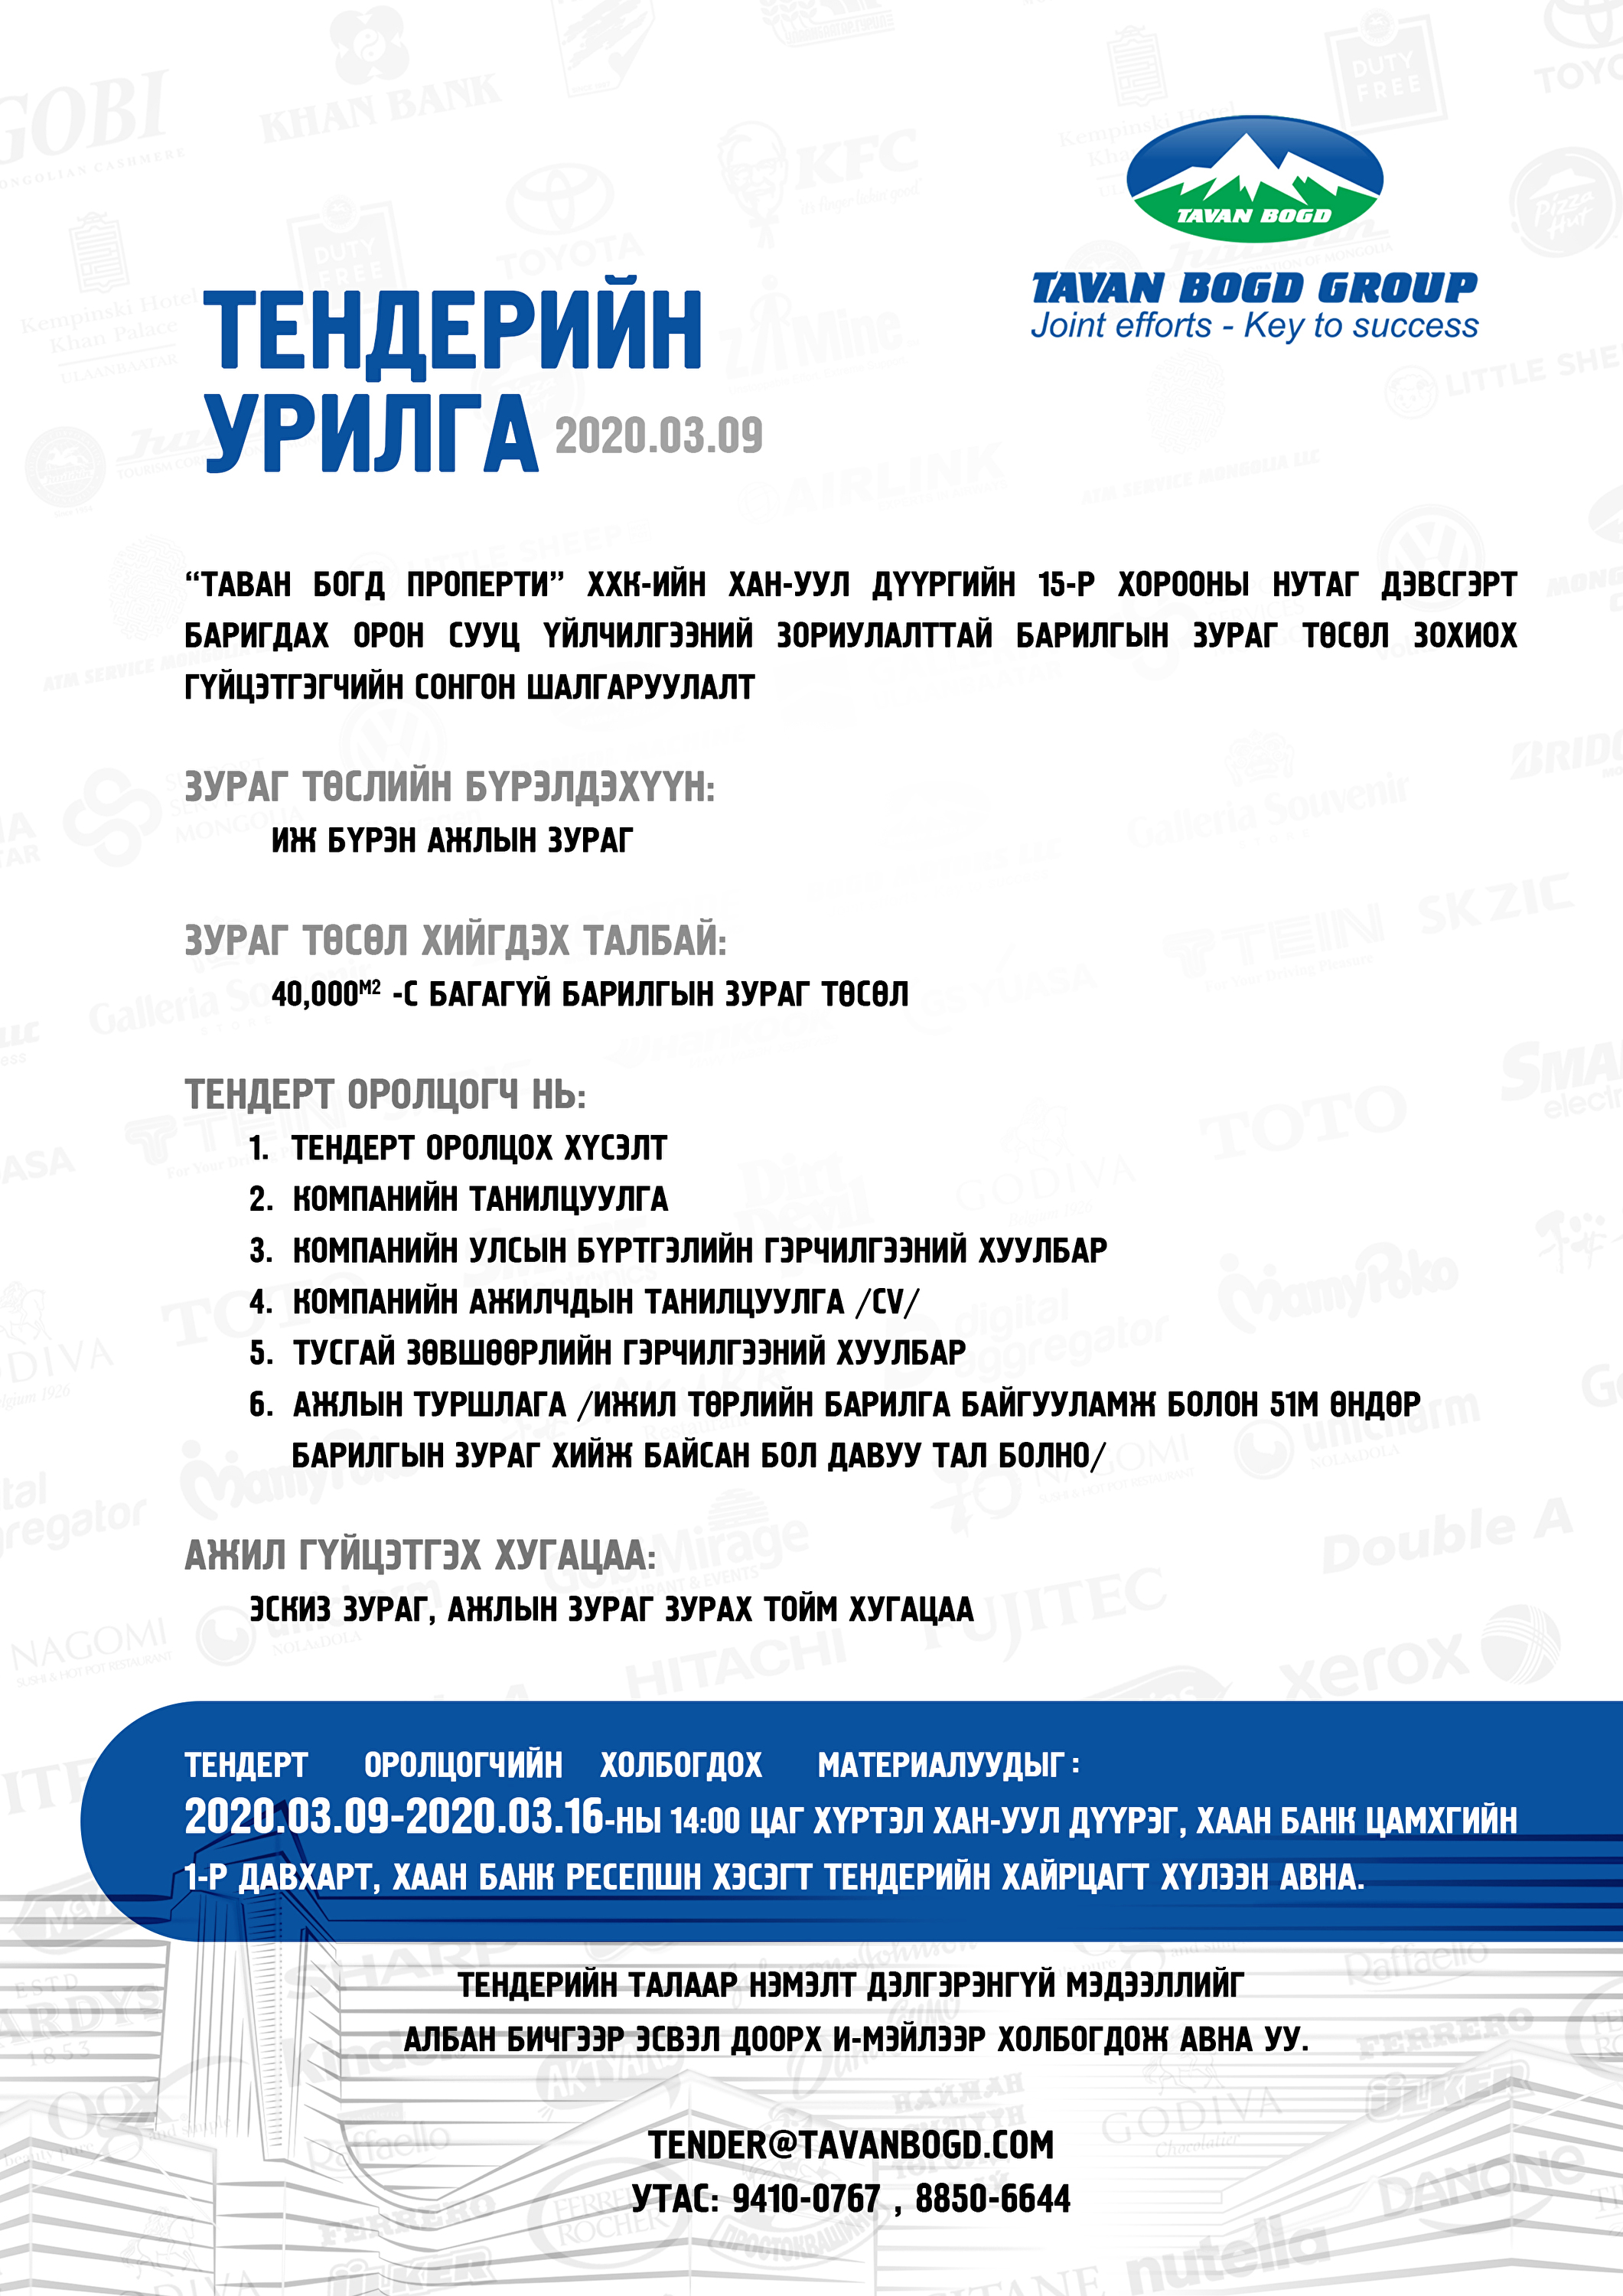 TAVAN BOGD
TAVAN BOGD GROUP
Joint efforts - Key to success
ТЕНДЕРИЙН
УРИЛГА 2020.03.09
“ТАВАН БОГД ПРОПЕРТИ” ХХК-ИЙН ХАН-УУЛ ДҮҮРГИЙН 15-Р ХОРООНЫ НУТАГ ДЭВСГЭРТ
БАРИГДАХ ОРОН СУУЦ ҮЙЛЧИЛГЭЭНИЙ ЗОРИУЛАЛТТАЙ БАРИЛГЫН ЗУРАГ ТӨСӨЛ ЗОХИОХ
ГҮЙЦЭТГЭГЧИЙН СОНГОН ШАЛГАРУУЛАЛТ
ЗУРАГ ТӨСЛИЙН БҮРЭЛДЭХҮҮН:
ИЖ БҮРЭН АЖЛЫН ЗУРАГ
ЗУРАГ ТӨСӨЛ ХИЙГДЭХ ТАЛБАЙ:
40,000М2 -С БАГАГҮЙ БАРИЛГЫН ЗУРАГ ТӨСӨЛ
ТЕНДЕРТ ОРОЛЦОГЧ НЬ:
1. ТЕНДЕРТ ОРОЛЦОХ ХҮСЭЛТ
2. КОМПАНИЙН ТАНИЛЦУУЛГА
3. КОМПАНИЙН УЛСЫН БҮРТГЭЛИЙН ГЭРЧИЛГЭЭНИЙ ХУУЛБАР
4. КОМПАНИЙН АЖИЛЧДЫН ТАНИЛЦУУЛГА /CV/
5. ТУСГАЙ ЗӨВШӨӨРЛИЙН ГЭРЧИЛГЭЭНИЙ ХУУЛБАР
6. АЖЛЫН ТУРШЛАГА /ИЖИЛ ТӨРЛИЙН БАРИЛГА БАЙГУУЛАМЖ БОЛОН 51М ӨНДӨР
БАРИЛГЫН ЗУРАГ ХИЙЖ БАЙСАН БОЛ ДАВУУ ТАЛ БОЛНО/
АЖИЛ ГҮЙЦЭТГЭХ ХУГАЦАА:
ЭСКИЗ ЗУРАГ, АЖЛЫН ЗУРАГ ЗУРАХ ТОЙМ ХУГАЦАА
ТЕНДЕРТ ОРОЛЦОГЧИЙН ХОЛБОГДОХ МАТЕРИАЛУУДЫГ :
2020.03.09-2020.03.16-НЫ 14:00 ЦАГ ХҮРТЭЛ ХАН-УУЛ ДҮҮРЭГ, ХААН БАНК ЦАМХГИЙН
1-Р ДАВХАРТ, ХААН БАНК РЕСЕПШН ХЭСЭГТ ТЕНДЕРИЙН ХАЙРЦАГТ ХҮЛЭЭН АВНА.
ТЕНДЕРИЙН ТАЛААР НЭМЭЛТ ДЭЛГЭРЭНГҮЙ МЭДЭЭЛЛИЙГ
АЛБАН БИЧГЭЭР ЭСВЭЛ ДООРХ И-МЭЙЛЭЭР ХОЛБОГДОЖ АВНА УУ.
TENDER@TAVANBOGD.COM
УТАС: 9410-0767 , 8850-6644